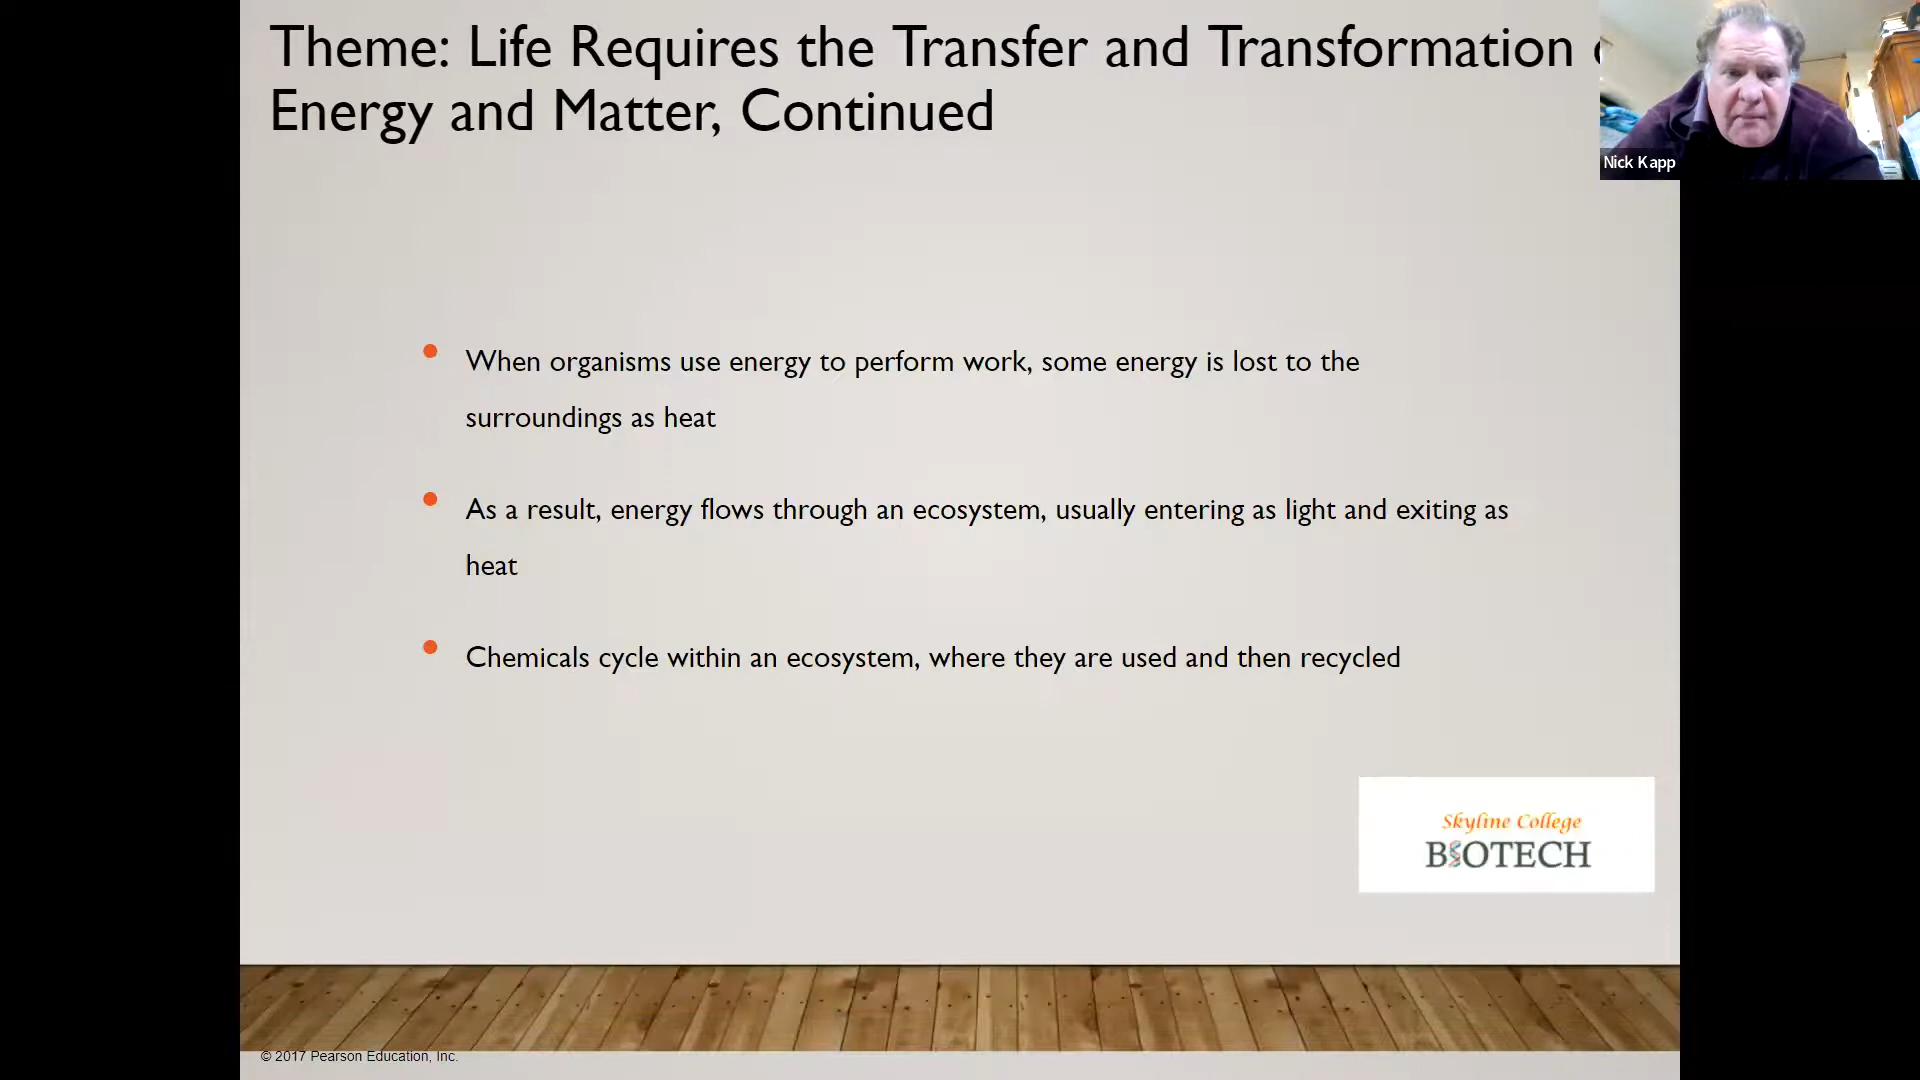 Theme: Life Requires the Transfer and Transformation
Energy and Matter, Continued
Nick Kapp
When organisms use energy to perform work, some energy is lost to the
surroundings as heat
As a result, energy flows through an ecosystem, usually entering as light and exiting as
heat
Chemicals cycle within an ecosystem, where they are used and then recycled
Skyline College
BIOTECH
© 2017 Pearson Education, Inc.